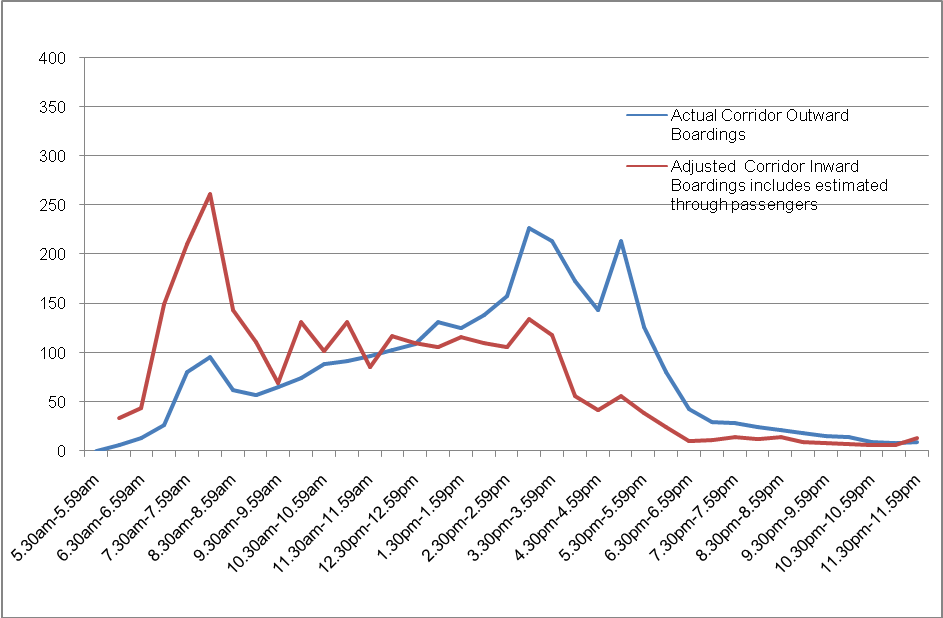 400
350
300
250
200
150
100
50
0
Actual Corridor Outward
Boardings
Adjusted  Corridor Inward
Boardings includes estimated
through passengers
5.30am-5.59am
6.30am-6.59am
7.30am-7.59am
8.30am-8.59am
9.30am-9.59am
10.30am-10.59am
11.30am-11.59am
12.30pm-12.59pm
1.30pm-1.59pm
2.30pm-2.59pm
3.30pm-3.59pm
4.30pm-4.59pm
5.30pm-5.59pm
6.30pm-6.59pm
7.30pm-7.59pm
8.30pm-8.59pm
9.30pm-9.59pm
10.30pm-10.59pm
11.30pm-11.59pm